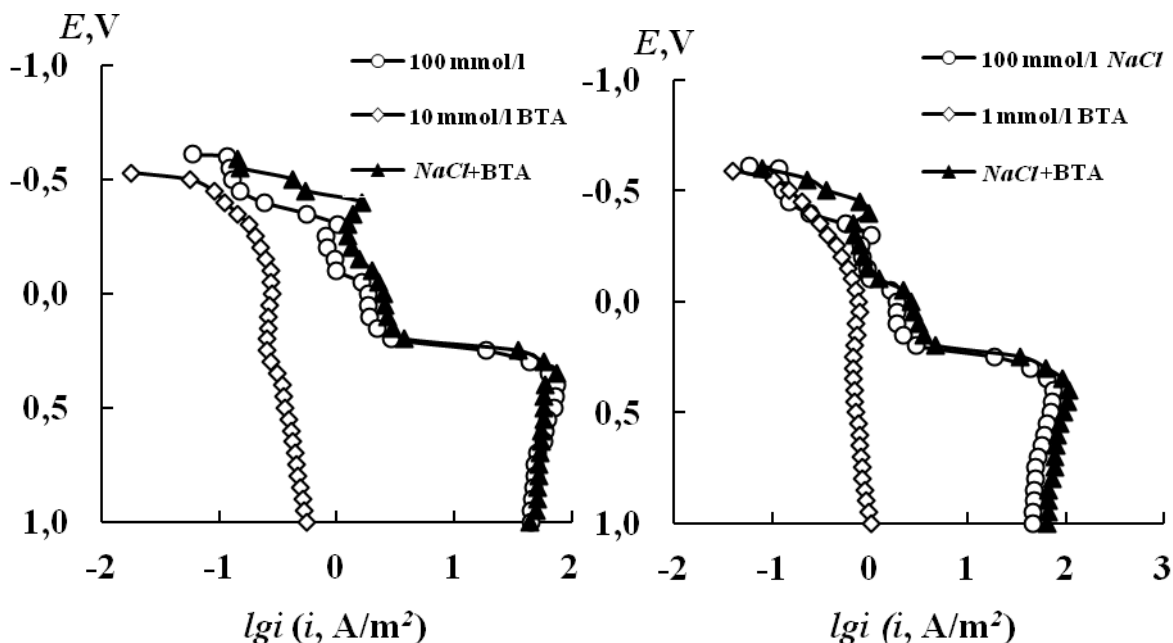 E,V
100 mmol/l
10 mmol/l BTA
NaCl+BTA
-1,0
-0,5
0,0
0,5
1,0
-2 -1 0 1 2
lgi (i, A/m²)
E,V
100 mmol/l NaCl
1 mmol/l BTA
NaCl+BTA
-1,0
-0,5
0,0
0,5
1,0
-2 -1 0 1 2 3
lgi (i, A/m²)